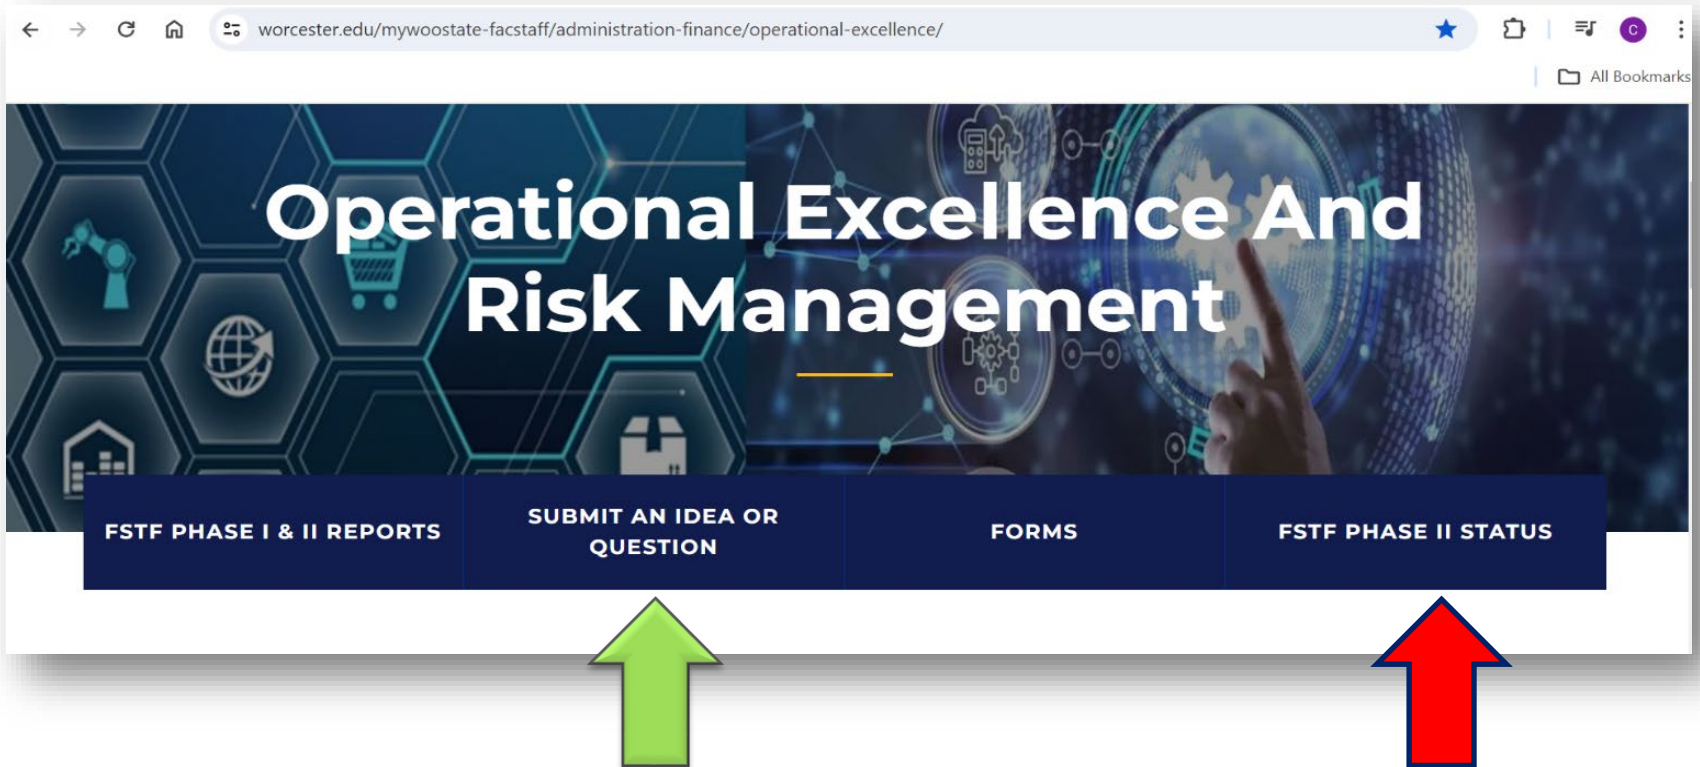 worcester.edu/mywoostate-facstaff/administration-finance/operational-excellence/
C
All Bookmarks
Operational Excellence And
Risk Management
FSTF PHASE I & II REPORTS
SUBMIT AN IDEA OR
QUESTION
FORMS
FSTF PHASE II STATUS